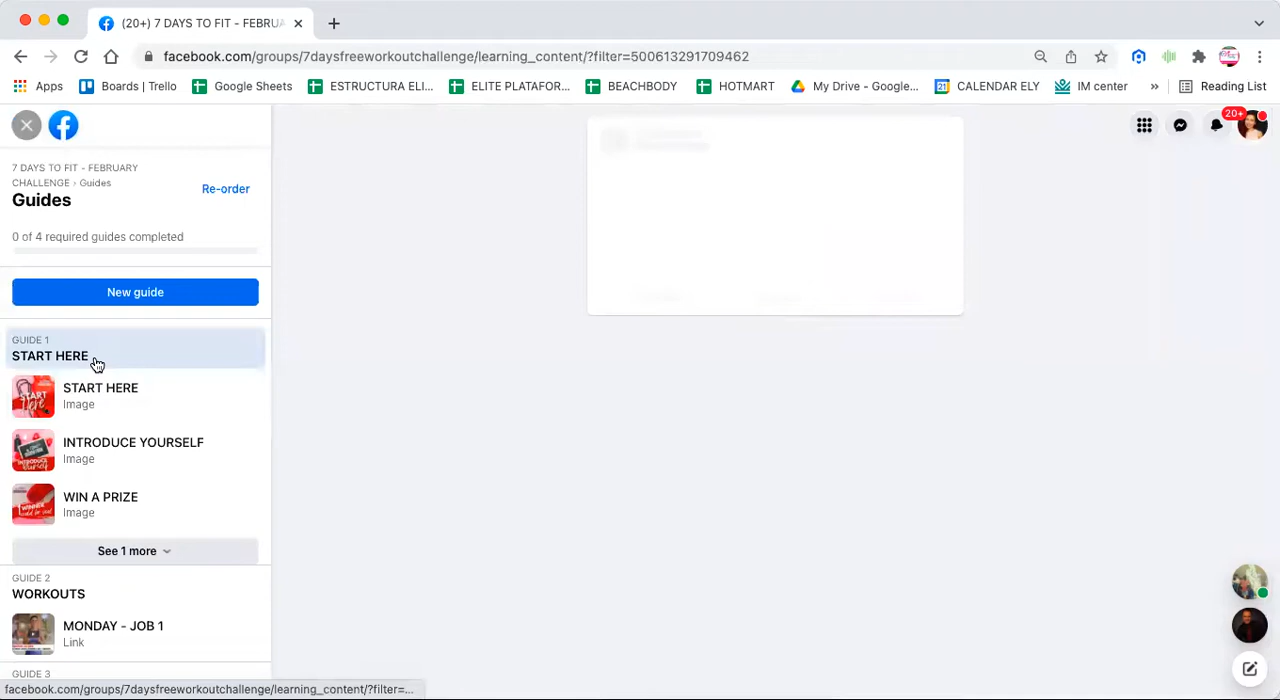 (20+) 7 DAYS TO FIT - FEBRUA
facebook.com/groups/7daysfreeworkoutchallenge/learning_content/?filter=500613291709462
Apps
Boards | Trello
Google Sheets
ESTRUCTURA ELI...
ELITE PLATAFOR...
BEACHBODY
HOTMART
My Drive - Google...
CALENDAR ELY
IM center
»
Reading List
20+
7 DAYS TO FIT - FEBRUARY
CHALLENGE › Guides
Guides
Re-order
0 of 4 required guides completed
New guide
GUIDE 1
START HERE
START HERE
Image
INTRODUCE YOURSELF
Image
WIN A PRIZE
Image
See 1 more
GUIDE 2
WORKOUTS
MONDAY - JOB 1
Link
GUIDE 3
facebook.com/groups/7daysfreeworkoutchallenge/learning_content/?filter=...